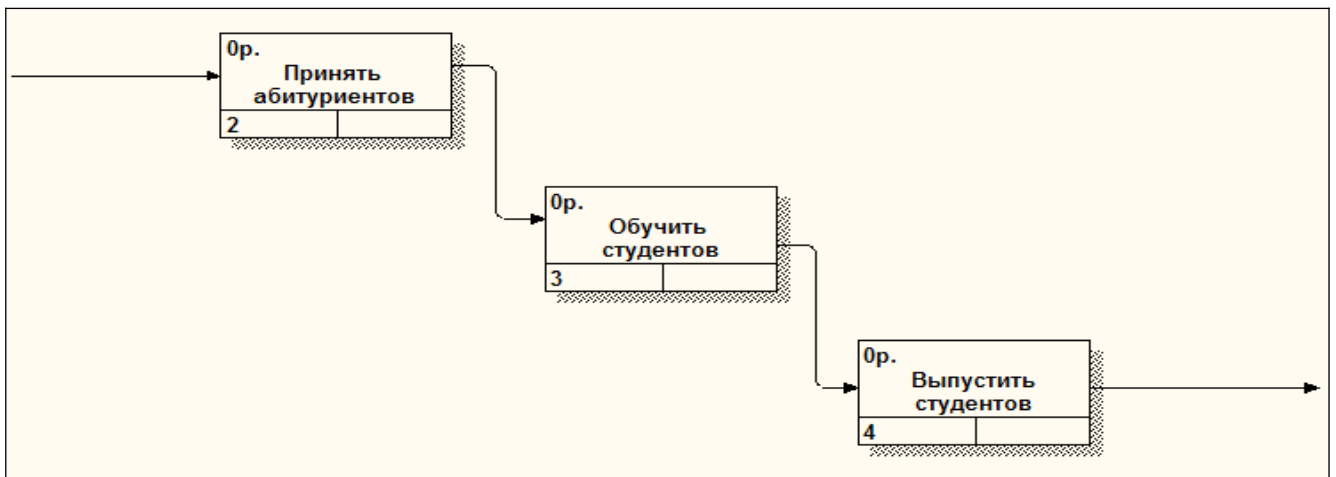 0р.
Принять
абитуриентов
2
0р.
Обучить
студентов
3
0р.
Выпустить
студентов
4